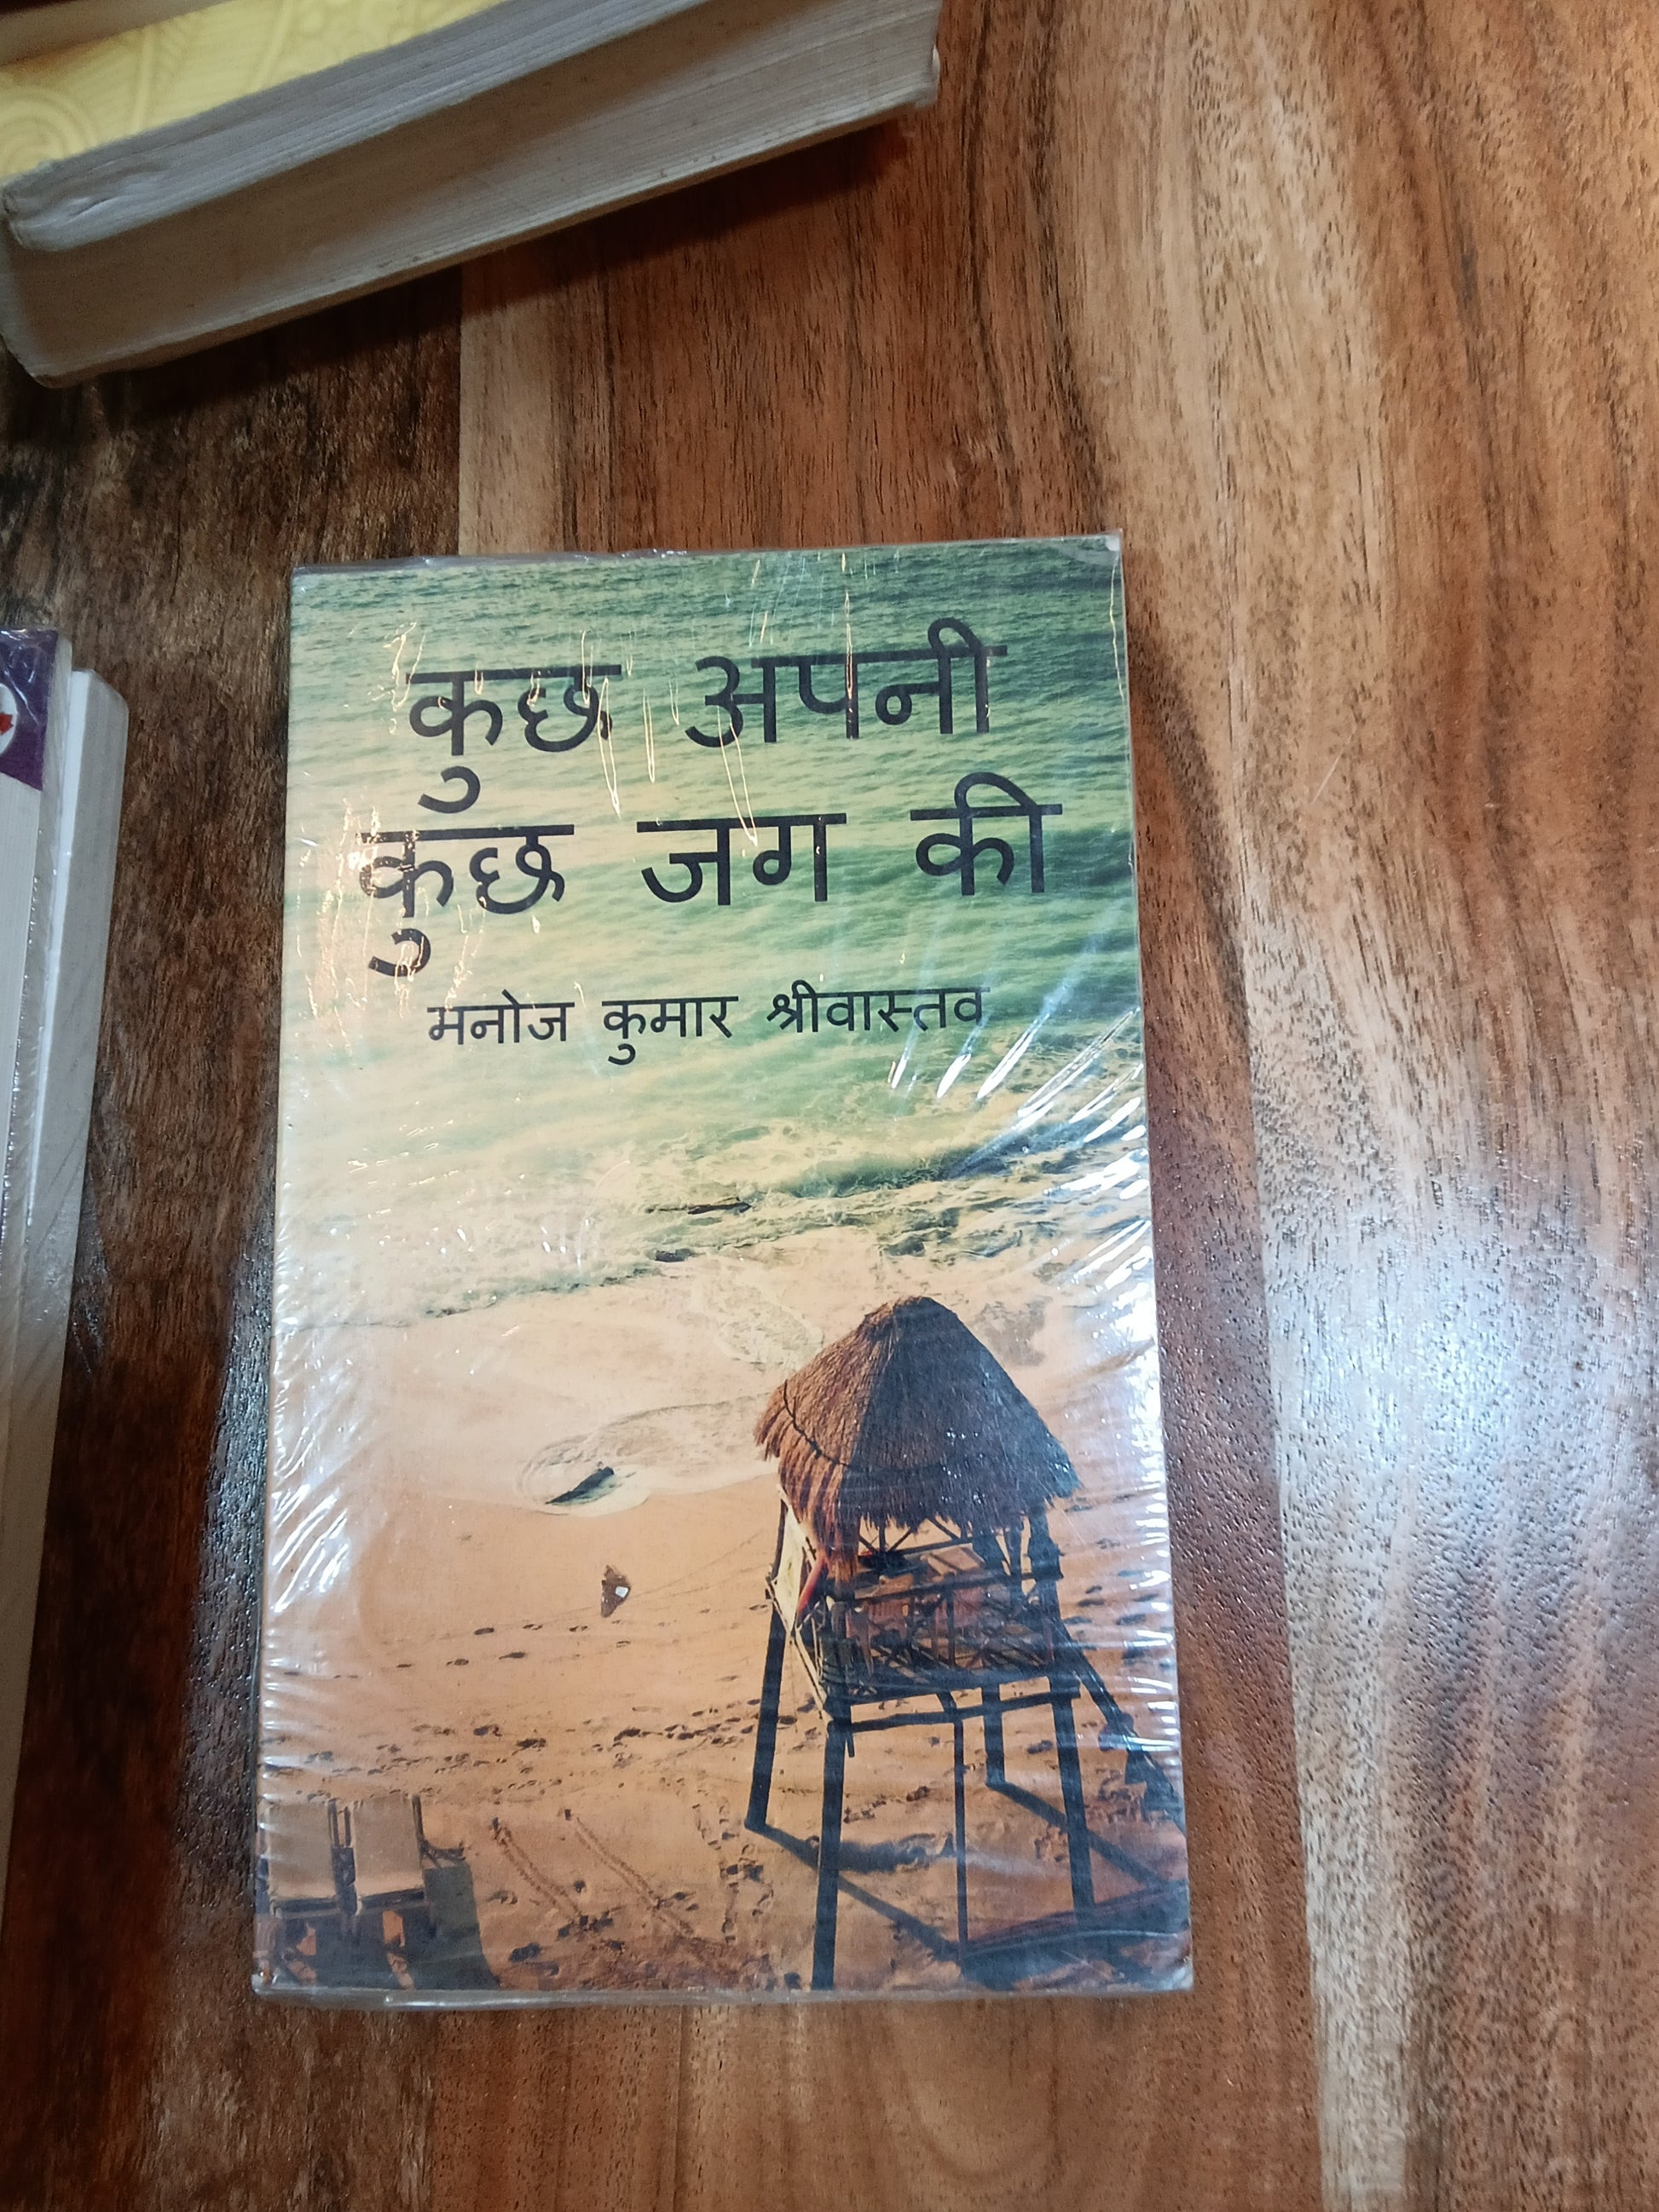 कुछ अपनी
कुछ जग की
मनोज कुमार श्रीवास्तव